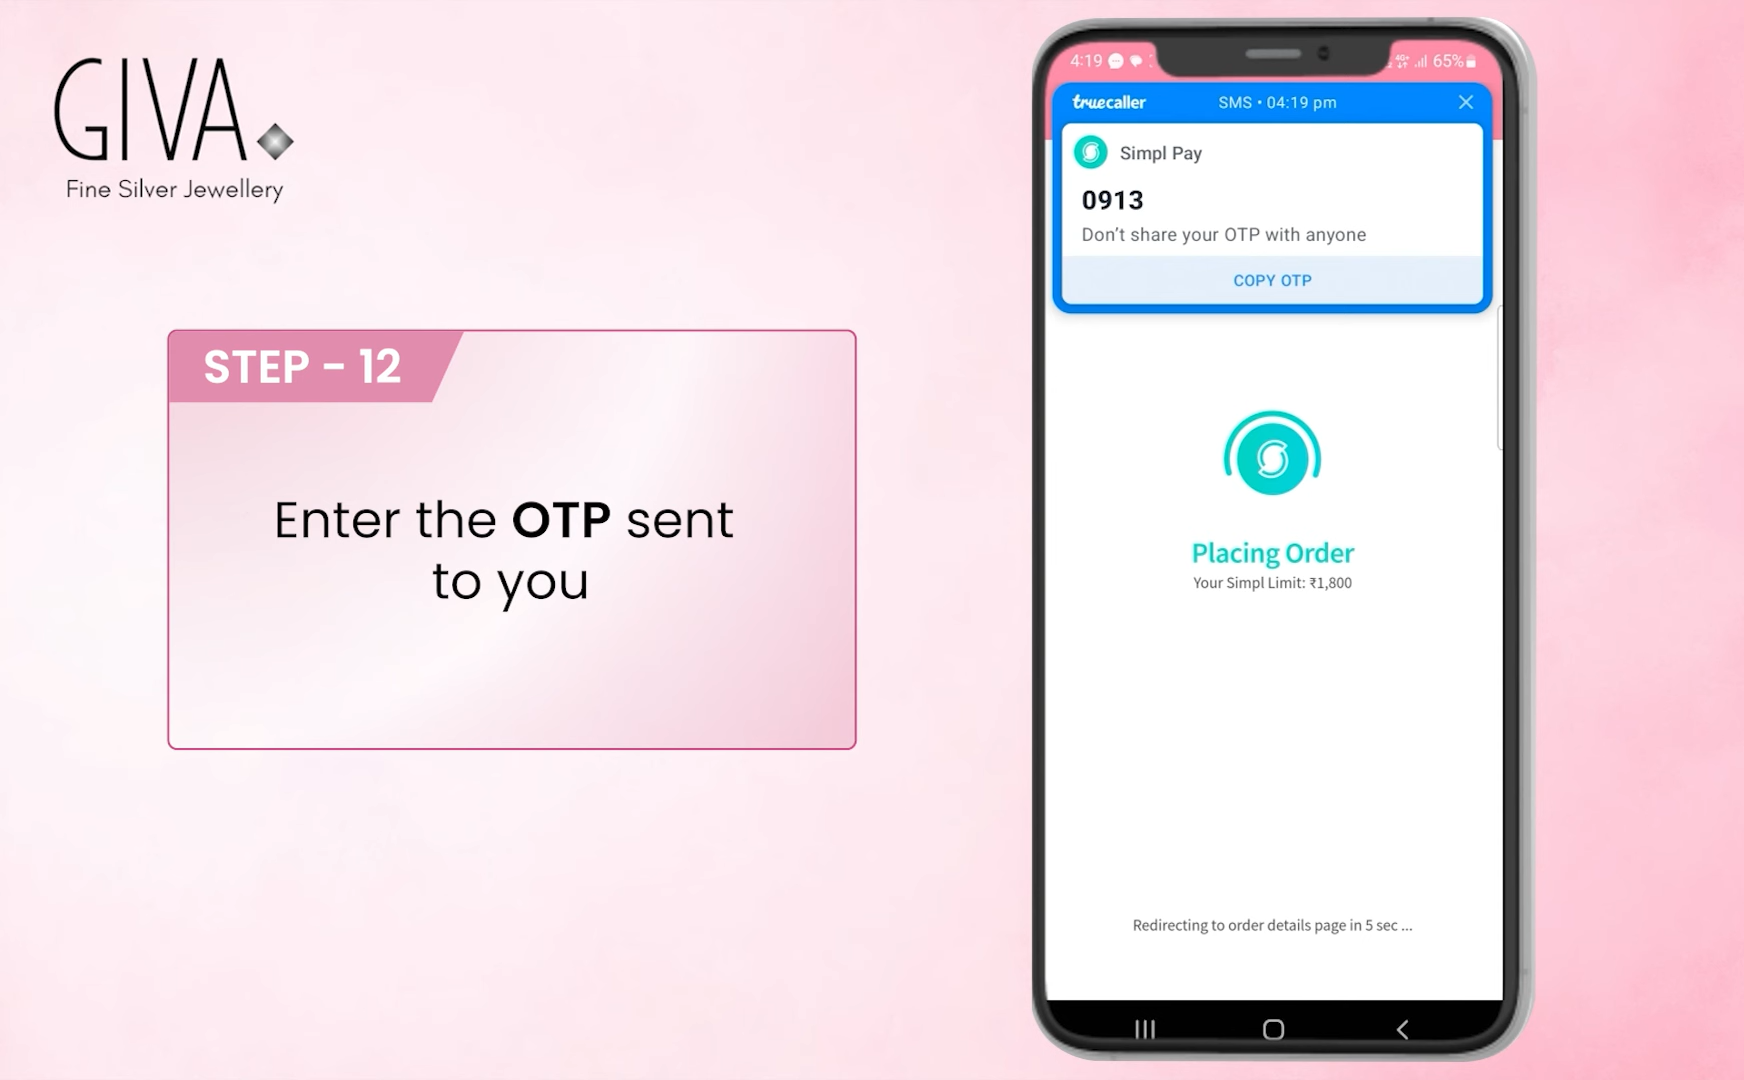 GIVA
Fine Silver Jewellery
STEP - 12
Enter the OTP sent
to you
4:19
4G+
65%
truecaller
SMS • 04:19 pm
Simpl Pay
0913
Don’t share your OTP with anyone
COPY OTP
Placing Order
Your Simpl Limit: ₹1,800
Redirecting to order details page in 5 sec ...